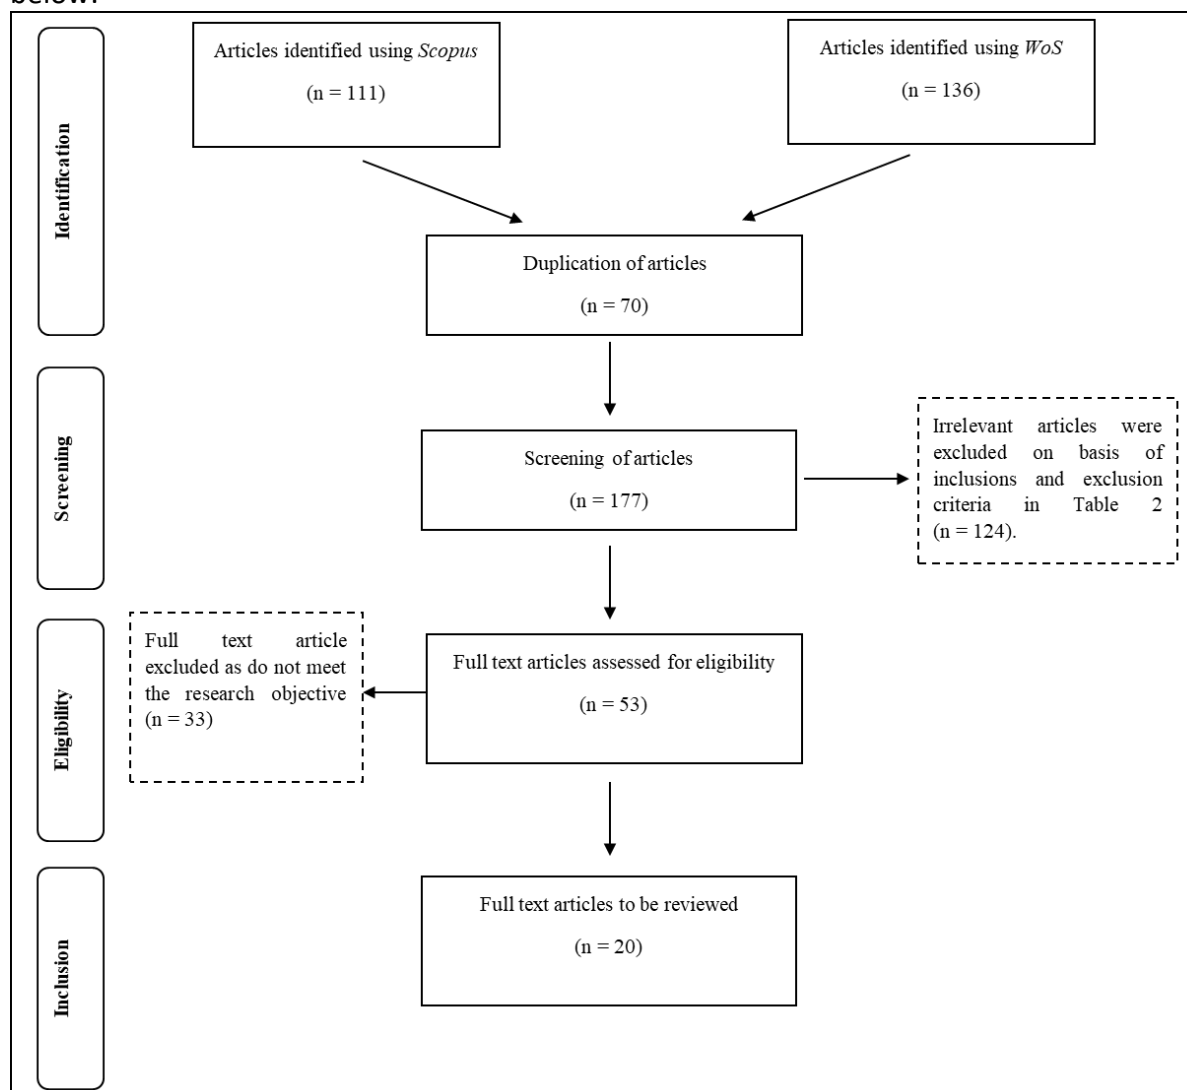 below.
Identification
Articles identified using Scopus
(n = 111)
Articles identified using WoS
(n = 136)
Duplication of articles
(n = 70)
Screening
Screening of articles
(n = 177)
Irrelevant articles were
excluded on basis of
inclusions and exclusion
criteria in Table 2
(n = 124).
Eligibility
Full text article
excluded as do not meet
the research objective
(n = 33)
Full text articles assessed for eligibility
(n = 53)
Inclusion
Full text articles to be reviewed
(n = 20)